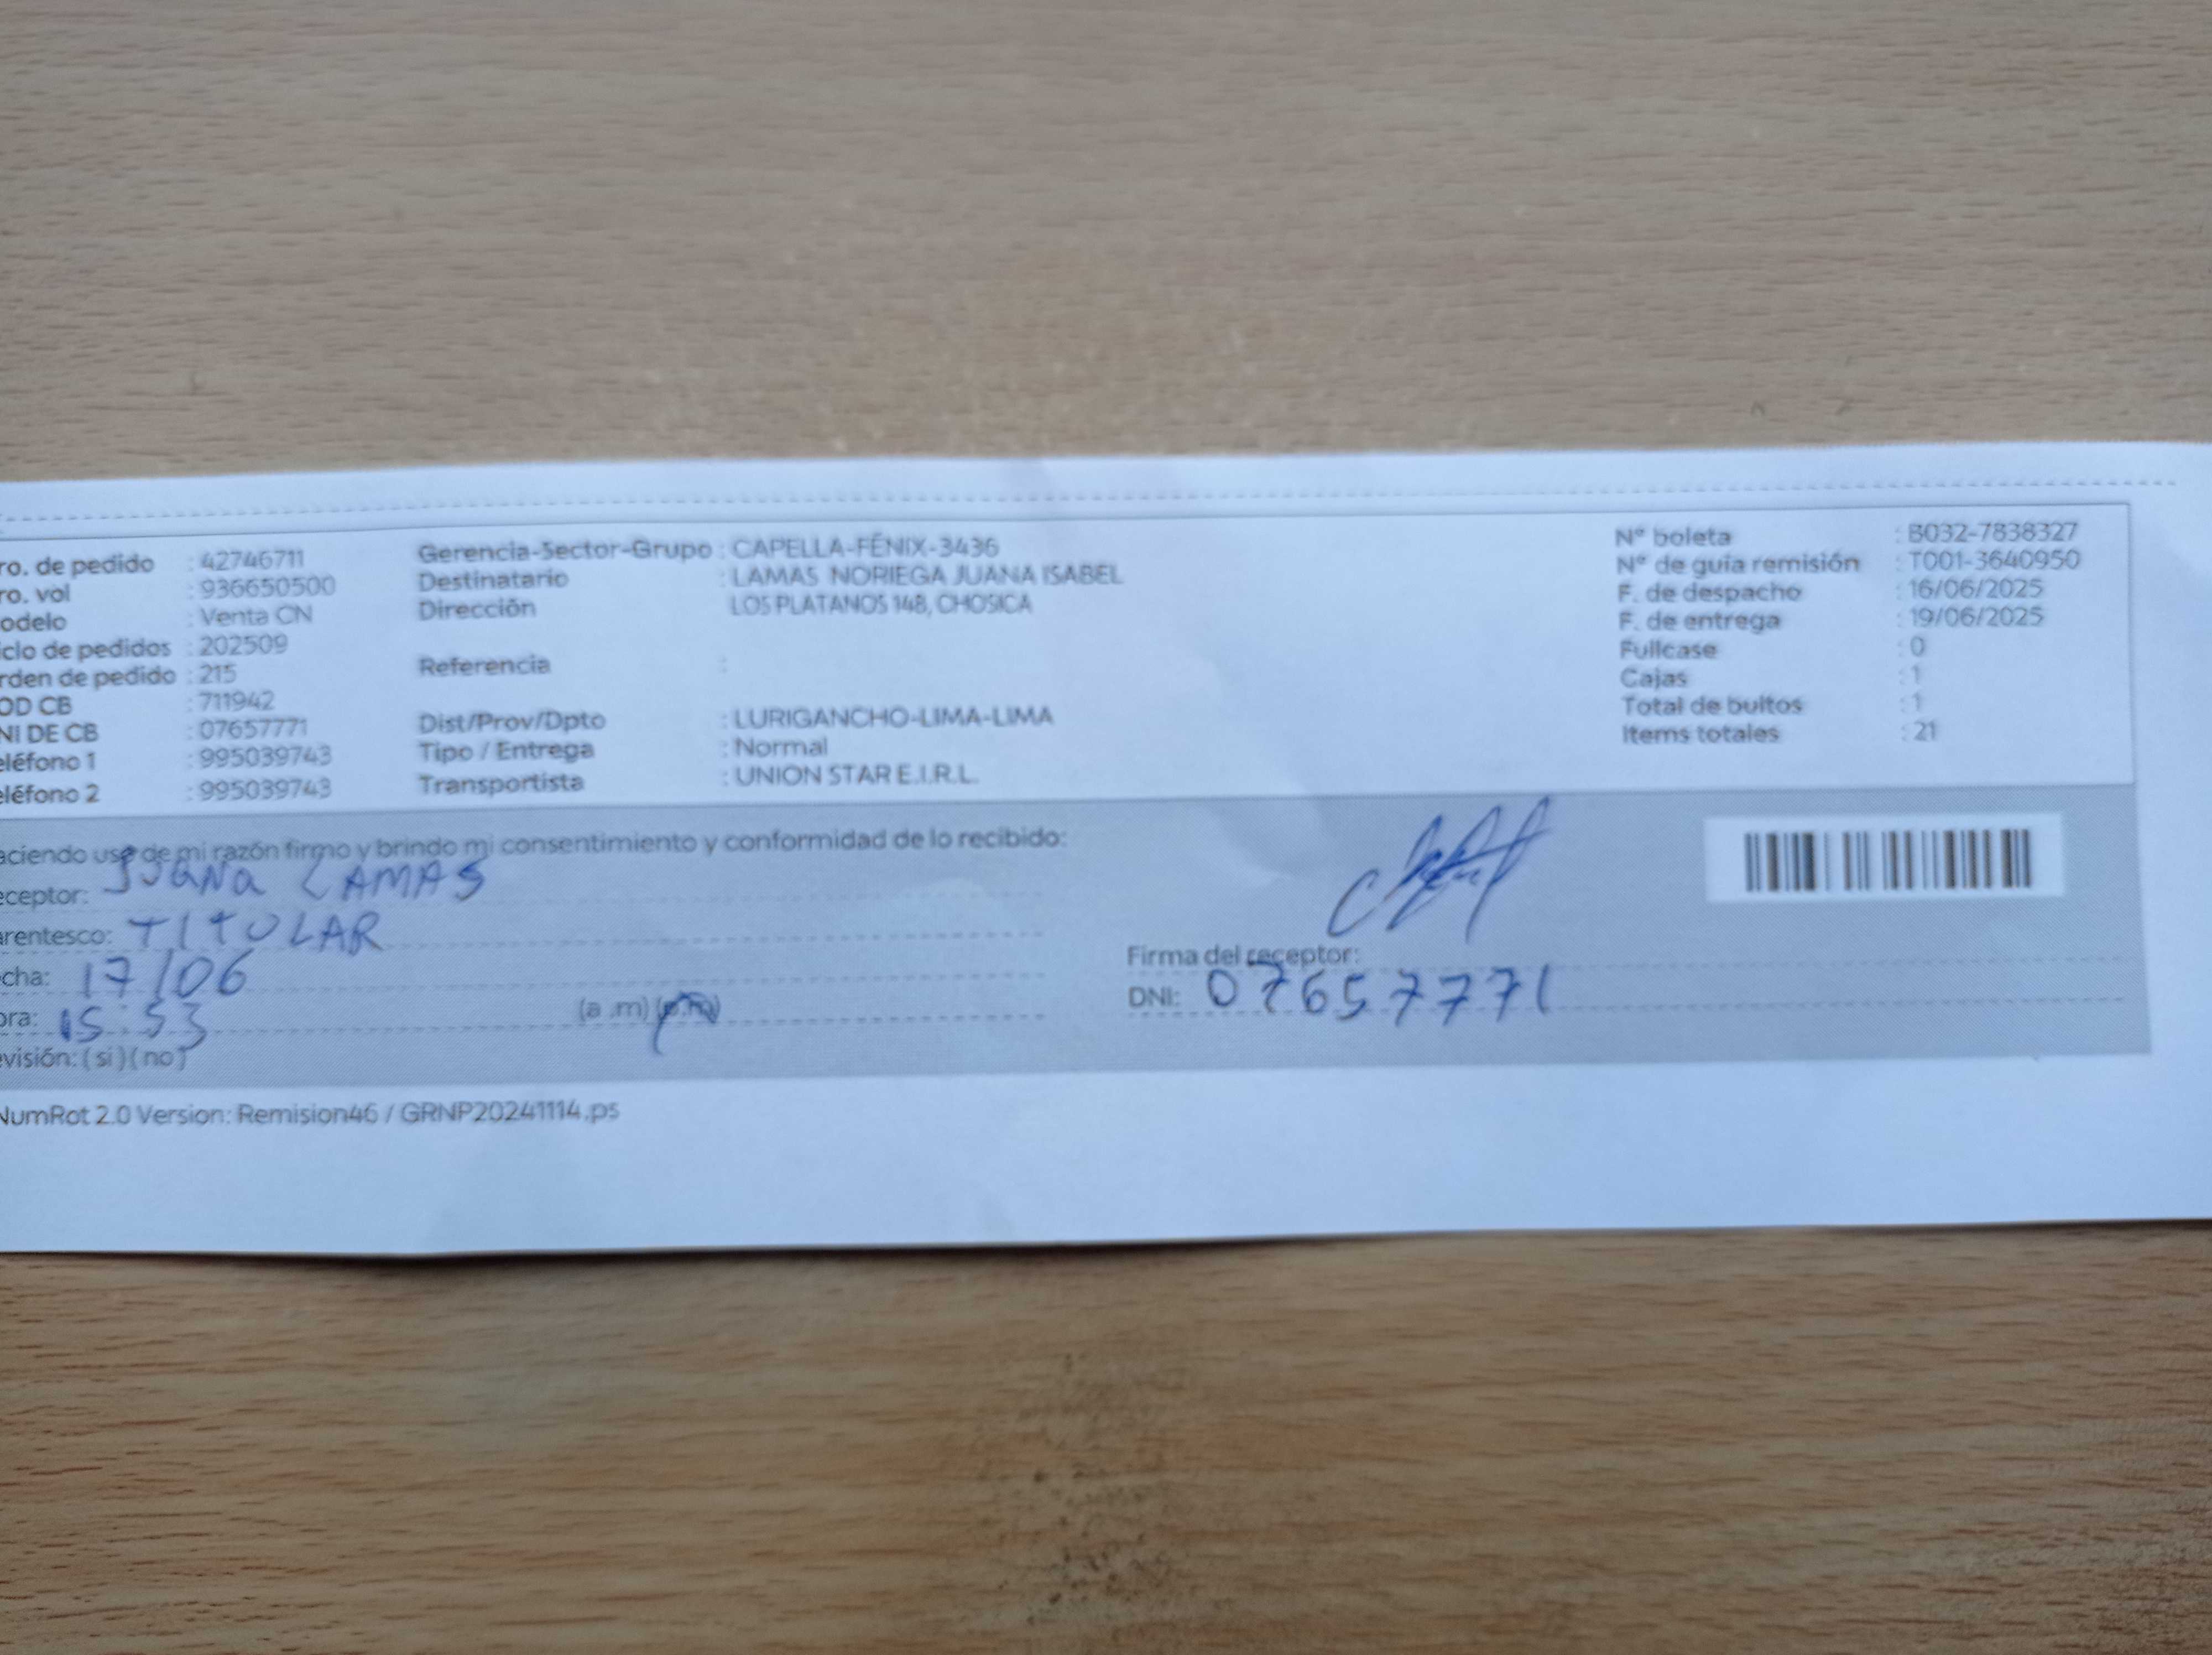 ro. de pedido : 42746711
ro. vol : 936650500
odelo : Venta CN
iclo de pedidos : 202509
rden de pedido : 215
OD CB : 711942
NI DE CB : 07657771
eléfono 1 : 995039743
eléfono 2 : 995039743
Gerencia-Sector-Grupo : CAPELLA-FÉNIX-3436
Destinatario : LAMAS NORIEGA JUANA ISABEL
Dirección LOS PLATANOS 148, CHOSICA
Referencia :
Dist/Prov/Dpto : LURIGANCHO-LIMA-LIMA
Tipo / Entrega : Normal
Transportista : UNION STAR E.I.R.L.
N° boleta : B032-7838327
N° de guía remisión : T001-3640950
F. de despacho : 16/06/2025
F. de entrega : 19/06/2025
Fullcase : 0
Cajas : 1
Total de bultos : 1
Items totales : 21
aciendo uso de mi razón firmo y brindo mi consentimiento y conformidad de lo recibido:
eceptor: JUANA LAMAS
arentesco: TITULAR
cha: 17/06
ora: 15:53 (a .m) (p.m)
evisión: ( si ) ( no )
Firma del receptor:
DNI: 07657771
NumRot 2.0 Version: Remision46 / GRNP20241114.ps